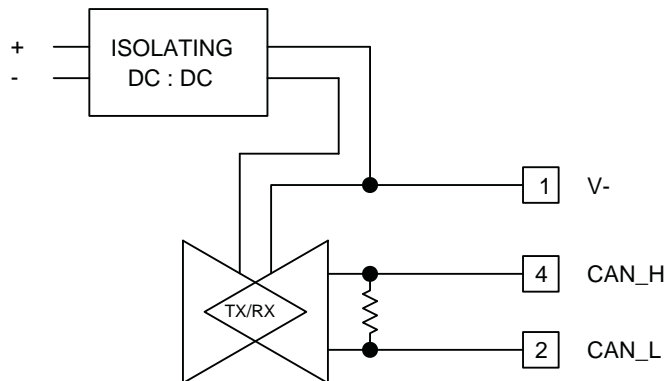 +
-
ISOLATING
DC : DC
1 V-
4 CAN_H
TX/RX
2 CAN_L